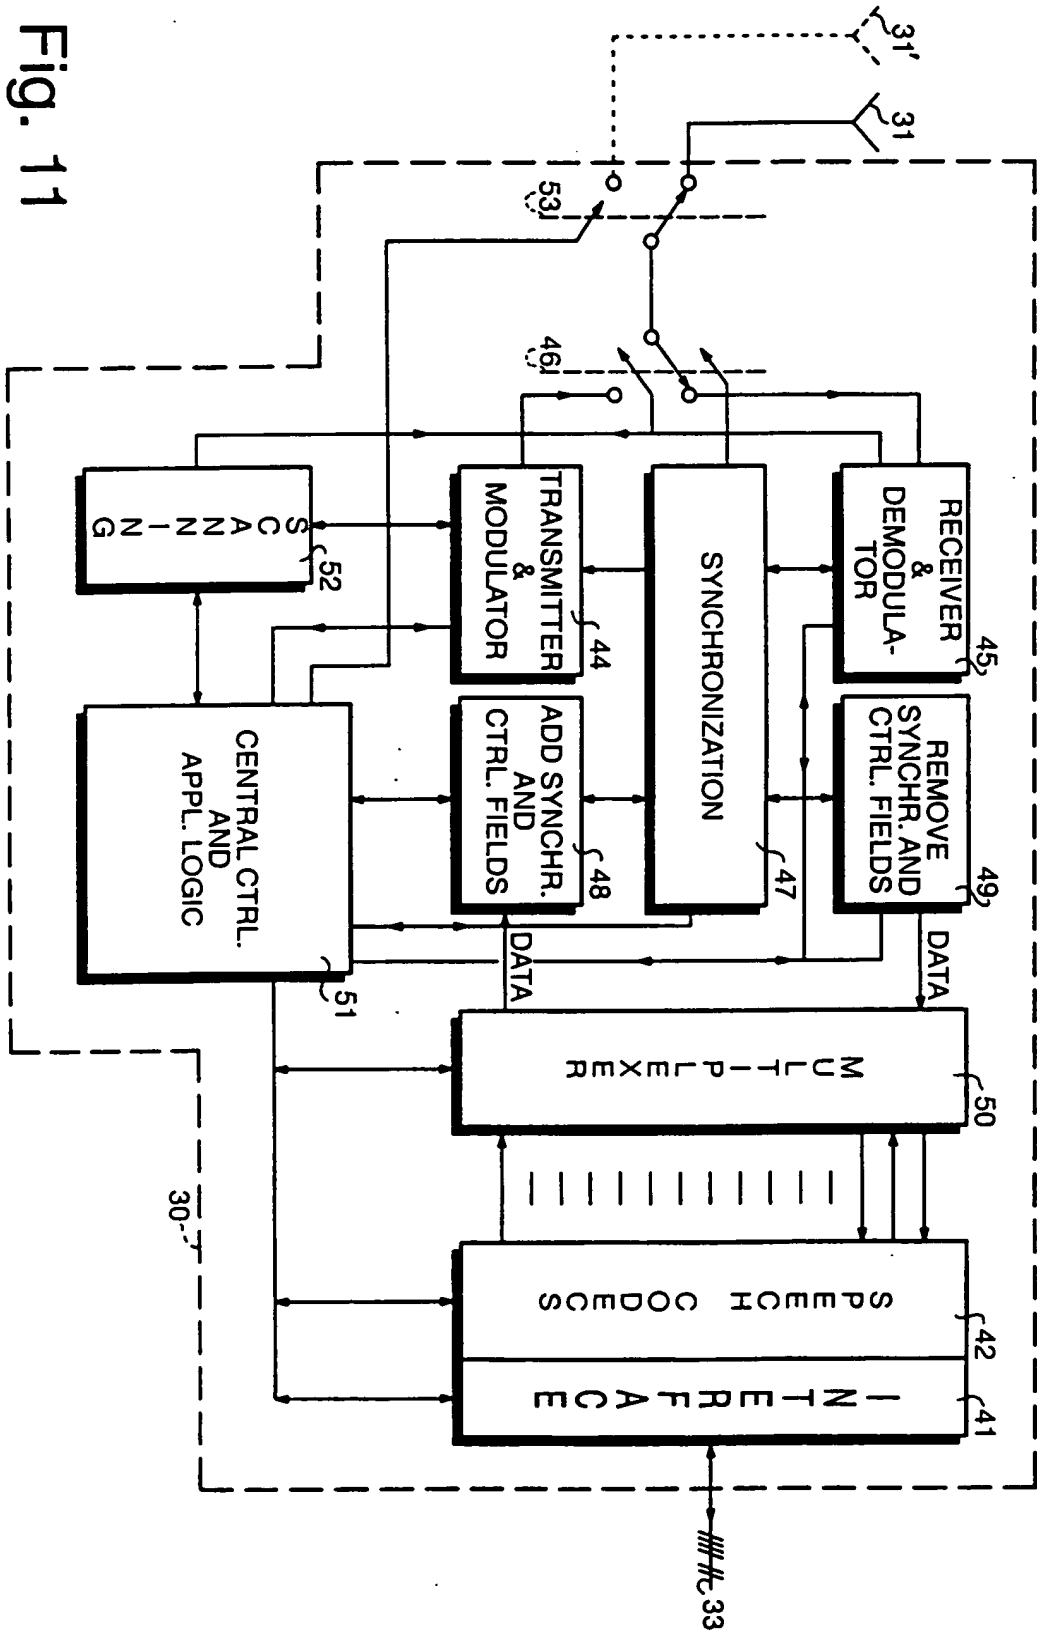 31'
31
53
46
RECEIVER
&
DEMODULA-
TOR
45
REMOVE
SYNCHR. AND
CTRL. FIELDS
49
DATA
SYNCHRONIZATION
47
TRANSMITTER
&
MODULATOR
44
ADD SYNCHR.
AND
CTRL. FIELDS
48
DATA
MULTIPLEXER
50
SPEECH CODECS
42
INTERFACE
41
33
SCANNING
52
CENTRAL CTRL.
AND
APPL. LOGIC
51
30
Fig. 11